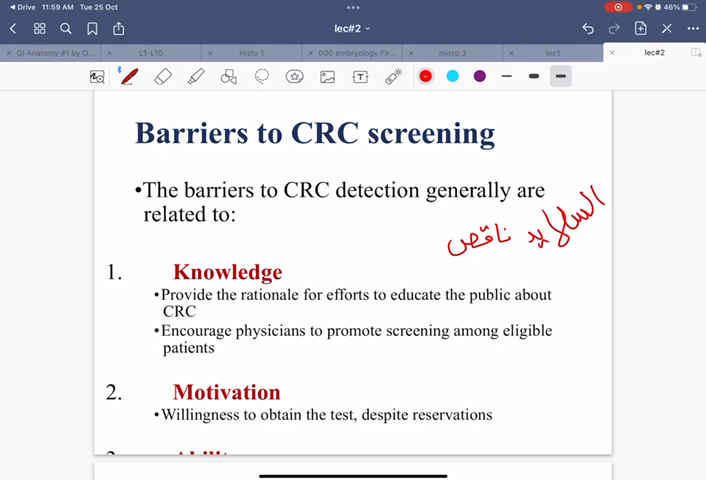 Drive 11:59 AM Tue 25 Oct
46%
lec#2
GI Anatomy #1 by O...
L1-L10
Histo 1
000 embryology Fir...
micro.3
lec1
lec#2
Barriers to CRC screening
•The barriers to CRC detection generally are
related to:
السلايد ناقص
1. Knowledge
•Provide the rationale for efforts to educate the public about
CRC
•Encourage physicians to promote screening among eligible
patients
2. Motivation
•Willingness to obtain the test, despite reservations